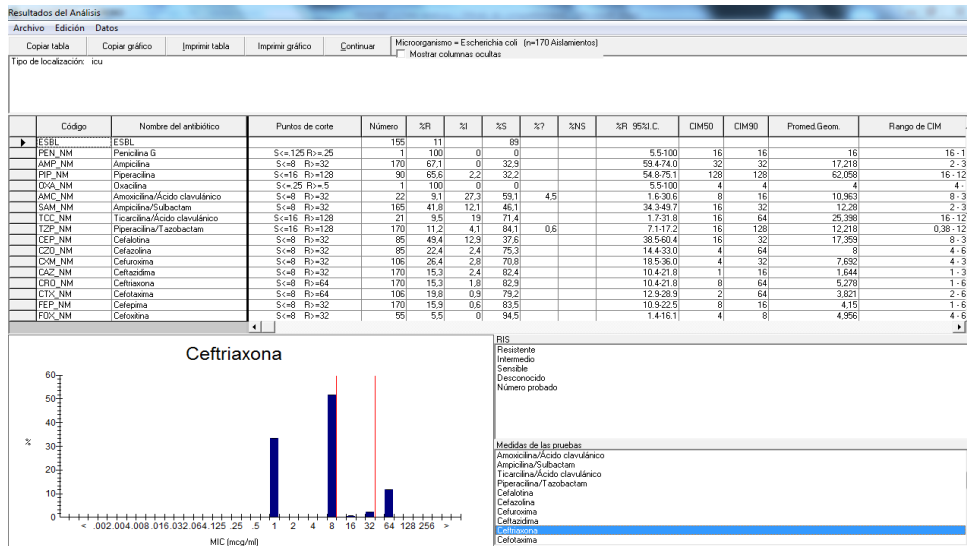 Resultados del Análisis
Archivo Edición Datos
Copiar tabla Copiar gráfico Imprimir tabla Imprimir gráfico Continuar Microorganismo = Escherichia coli (n=170 Aislamientos)
Mostrar columnas ocultas
Tipo de localización: icu
Código Nombre del antibiótico Puntos de corte Número %R %I %S %? %NS %R 95%I.C. CIM50 CIM90 Promed.Geom. Rango de CIM
ESBL ESBL 155 11 89
PEN_NM Penicilina G S<=.125 R>=.25 1 100 0 0 5.5-100 16 16 16 16 - 1
AMP_NM Ampicilina S<=8 R>=32 170 67,1 0 32,9 59.4-74.0 32 32 17,218 2 - 3
PIP_NM Piperacilina S<=16 R>=128 90 65,6 2,2 32,2 54.8-75.1 128 128 62,058 16 - 12
OXA_NM Oxacilina S<=.25 R>=.5 1 100 0 0 5.5-100 4 4 4 4 -
AMC_NM Amoxicilina/Ácido clavulánico S<=8 R>=32 22 9,1 27,3 59,1 4,5 1.6-30.6 8 16 10,963 8 - 3
SAM_NM Ampicilina/Sulbactam S<=8 R>=32 165 41,8 12,1 46,1 34.3-49.7 16 32 12,28 2 - 3
TCC_NM Ticarcilina/Ácido clavulánico S<=16 R>=128 21 9,5 19 71,4 1.7-31.8 16 64 25,398 16 - 12
TZP_NM Piperacilina/Tazobactam S<=16 R>=128 170 11,2 4,1 84,1 0,6 7.1-17.2 16 128 12,218 0,38 - 12
CEP_NM Cefalotina S<=8 R>=32 85 49,4 12,9 37,6 38.5-60.4 16 32 17,359 8 - 3
CZO_NM Cefazolina S<=8 R>=32 85 22,4 2,4 75,3 14.4-33.0 4 64 8 4 - 6
CXM_NM Cefuroxima S<=8 R>=32 106 26,4 2,8 70,8 18.5-36.0 4 32 7,692 4 - 3
CAZ_NM Ceftazidima S<=8 R>=32 170 15,3 2,4 82,4 10.4-21.8 1 16 1,644 1 - 3
CRO_NM Ceftriaxona S<=8 R>=64 170 15,3 1,8 82,9 10.4-21.8 8 64 5,278 1 - 6
CTX_NM Cefotaxima S<=8 R>=64 106 19,8 0,9 79,2 12.9-28.9 2 64 3,821 2 - 6
FEP_NM Cefepima S<=8 R>=32 170 15,9 0,6 83,5 10.9-22.5 8 16 4,15 1 - 6
FOX_NM Cefoxitina S<=8 R>=32 55 5,5 0 94,5 1.4-16.1 4 8 4,956 4 - 6
Ceftriaxona
60
50
40
30
20
10
0
%
< .002 .004 .008 .016 .032 .064 .125 .25 .5 1 2 4 8 16 32 64 128 256 >
MIC (mcg/ml)
RIS
Resistente
Intermedio
Sensible
Desconocido
Número probado
Medidas de las pruebas
Amoxicilina/Ácido clavulánico
Ampicilina/Sulbactam
Ticarcilina/Ácido clavulánico
Piperacilina/Tazobactam
Cefalotina
Cefazolina
Cefuroxima
Ceftazidima
Ceftriaxona
Cefotaxima